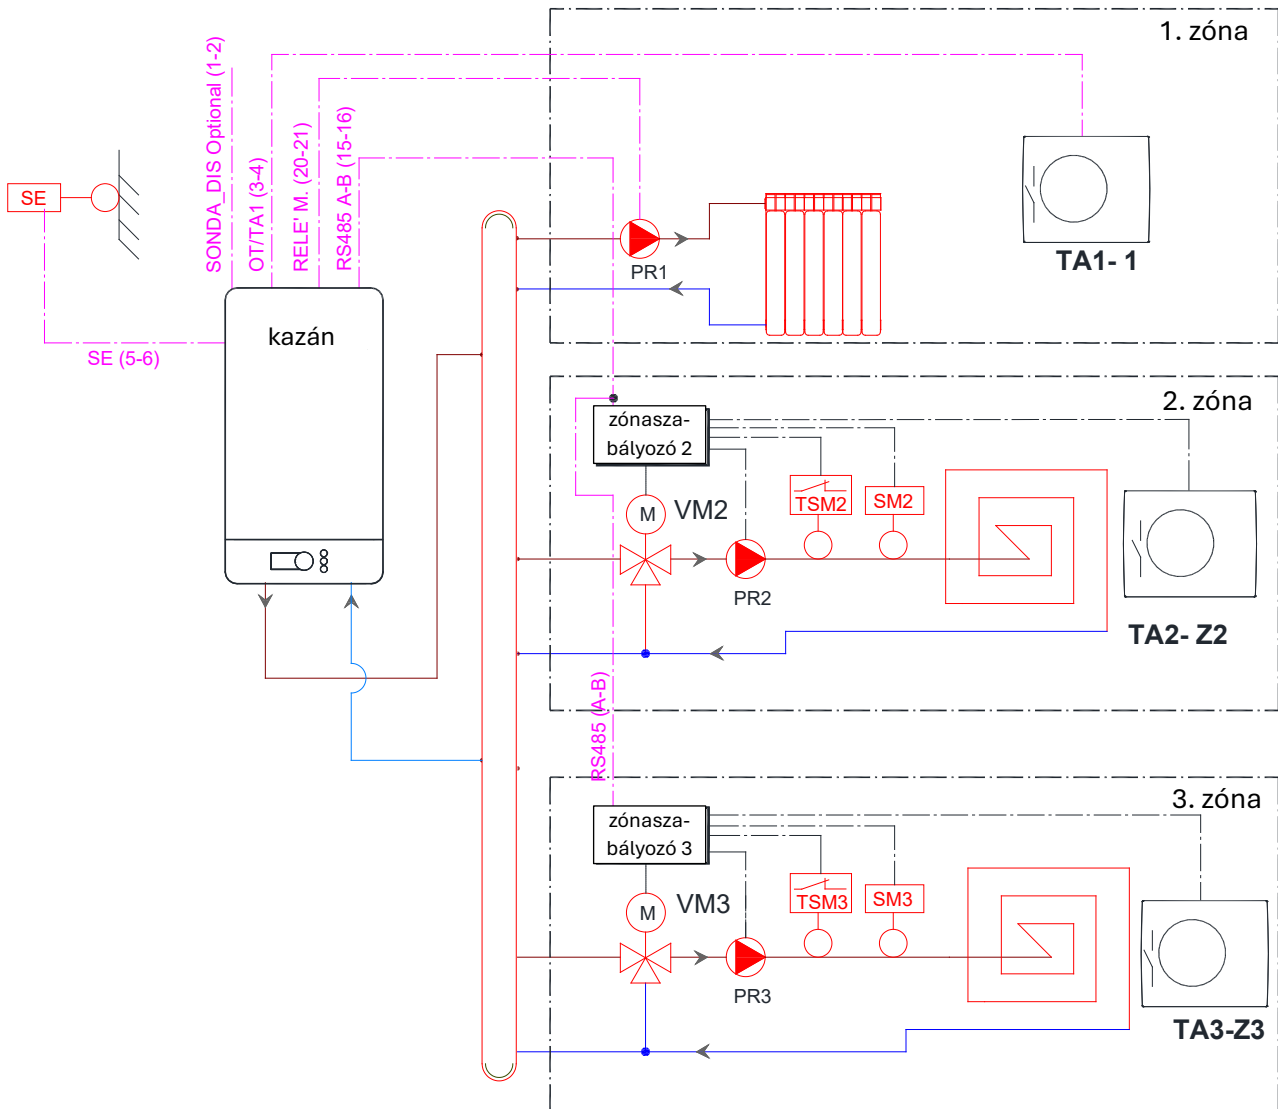 1. zóna
SONDA_DIS Optional (1-2)
OT/TA1 (3-4)
RELE' M. (20-21)
RS485 A-B (15-16)
SE
SE (5-6)
kazán
PR1
TA1- 1
2. zóna
zónasza-
bályozó 2
M
VM2
TSM2
SM2
PR2
TA2- Z2
RS485 (A-B)
3. zóna
zónasza-
bályozó 3
M
VM3
TSM3
SM3
PR3
TA3-Z3